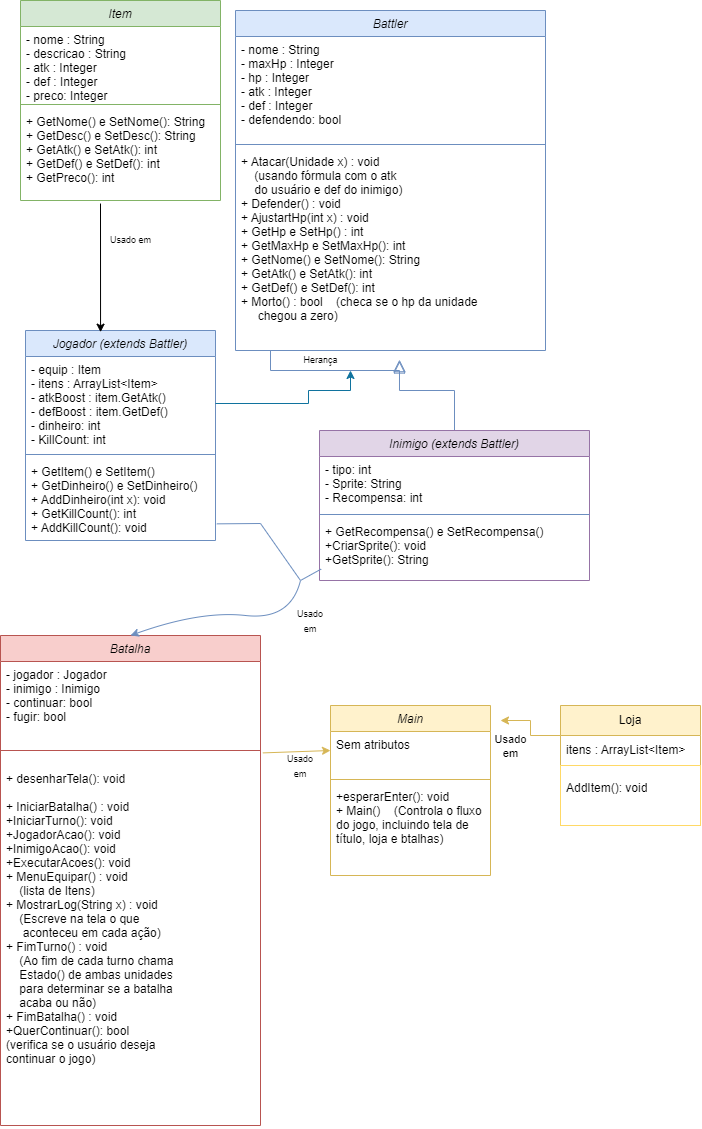 Item
- nome : String
- descricao : String
- atk : Integer
- def : Integer
- preco: Integer
+ GetNome() e SetNome(): String
+ GetDesc() e SetDesc(): String
+ GetAtk() e SetAtk(): int
+ GetDef() e SetDef(): int
+ GetPreco(): int
Battler
- nome : String
- maxHp : Integer
- hp : Integer
- atk : Integer
- def : Integer
- defendendo: bool
+ Atacar(Unidade x) : void
(usando fórmula com o atk
do usuário e def do inimigo)
+ Defender() : void
+ AjustartHp(int x) : void
+ GetHp e SetHp() : int
+ GetMaxHp e SetMaxHp(): int
+ GetNome() e SetNome(): String
+ GetAtk() e SetAtk(): int
+ GetDef() e SetDef(): int
+ Morto() : bool (checa se o hp da unidade
chegou a zero)
Usado em
Herança
Jogador (extends Battler)
- equip : Item
- itens : ArrayList<Item>
- atkBoost : item.GetAtk()
- defBoost : item.GetDef()
- dinheiro: int
- KillCount: int
+ GetItem() e SetItem()
+ GetDinheiro() e SetDinheiro()
+ AddDinheiro(int x): void
+ GetKillCount(): int
+ AddKillCount(): void
Inimigo (extends Battler)
- tipo: int
- Sprite: String
- Recompensa: int
+ GetRecompensa() e SetRecompensa()
+CriarSprite(): void
+GetSprite(): String
Usado
em
Batalha
- jogador : Jogador
- inimigo : Inimigo
- continuar: bool
- fugir: bool
+ desenharTela(): void
+ IniciarBatalha() : void
+IniciarTurno(): void
+JogadorAcao(): void
+InimigoAcao(): void
+ExecutarAcoes(): void
+ MenuEquipar() : void
(lista de Itens)
+ MostrarLog(String x) : void
(Escreve na tela o que
aconteceu em cada ação)
+ FimTurno() : void
(Ao fim de cada turno chama
Estado() de ambas unidades
para determinar se a batalha
acaba ou não)
+ FimBatalha() : void
+QuerContinuar(): bool
(verifica se o usuário deseja
continuar o jogo)
Usado
em
Main
Sem atributos
+esperarEnter(): void
+ Main() (Controla o fluxo
do jogo, incluindo tela de
título, loja e btalhas)
Usado
em
Loja
itens : ArrayList<Item>
AddItem(): void